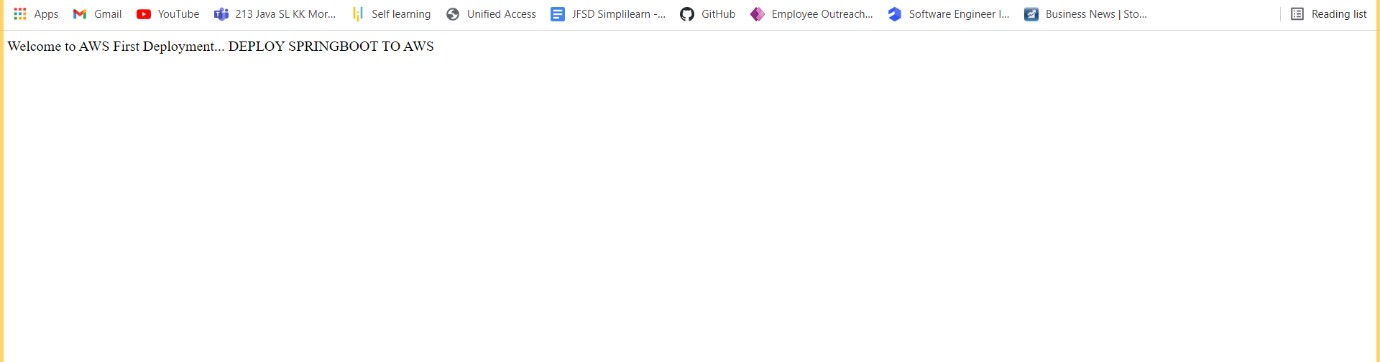 Apps Gmail YouTube 213 Java SL KK Mor... Self learning Unified Access JFSD Simplilearn -... GitHub Employee Outreach... Software Engineer I... Business News | Sto... Reading list
Welcome to AWS First Deployment... DEPLOY SPRINGBOOT TO AWS